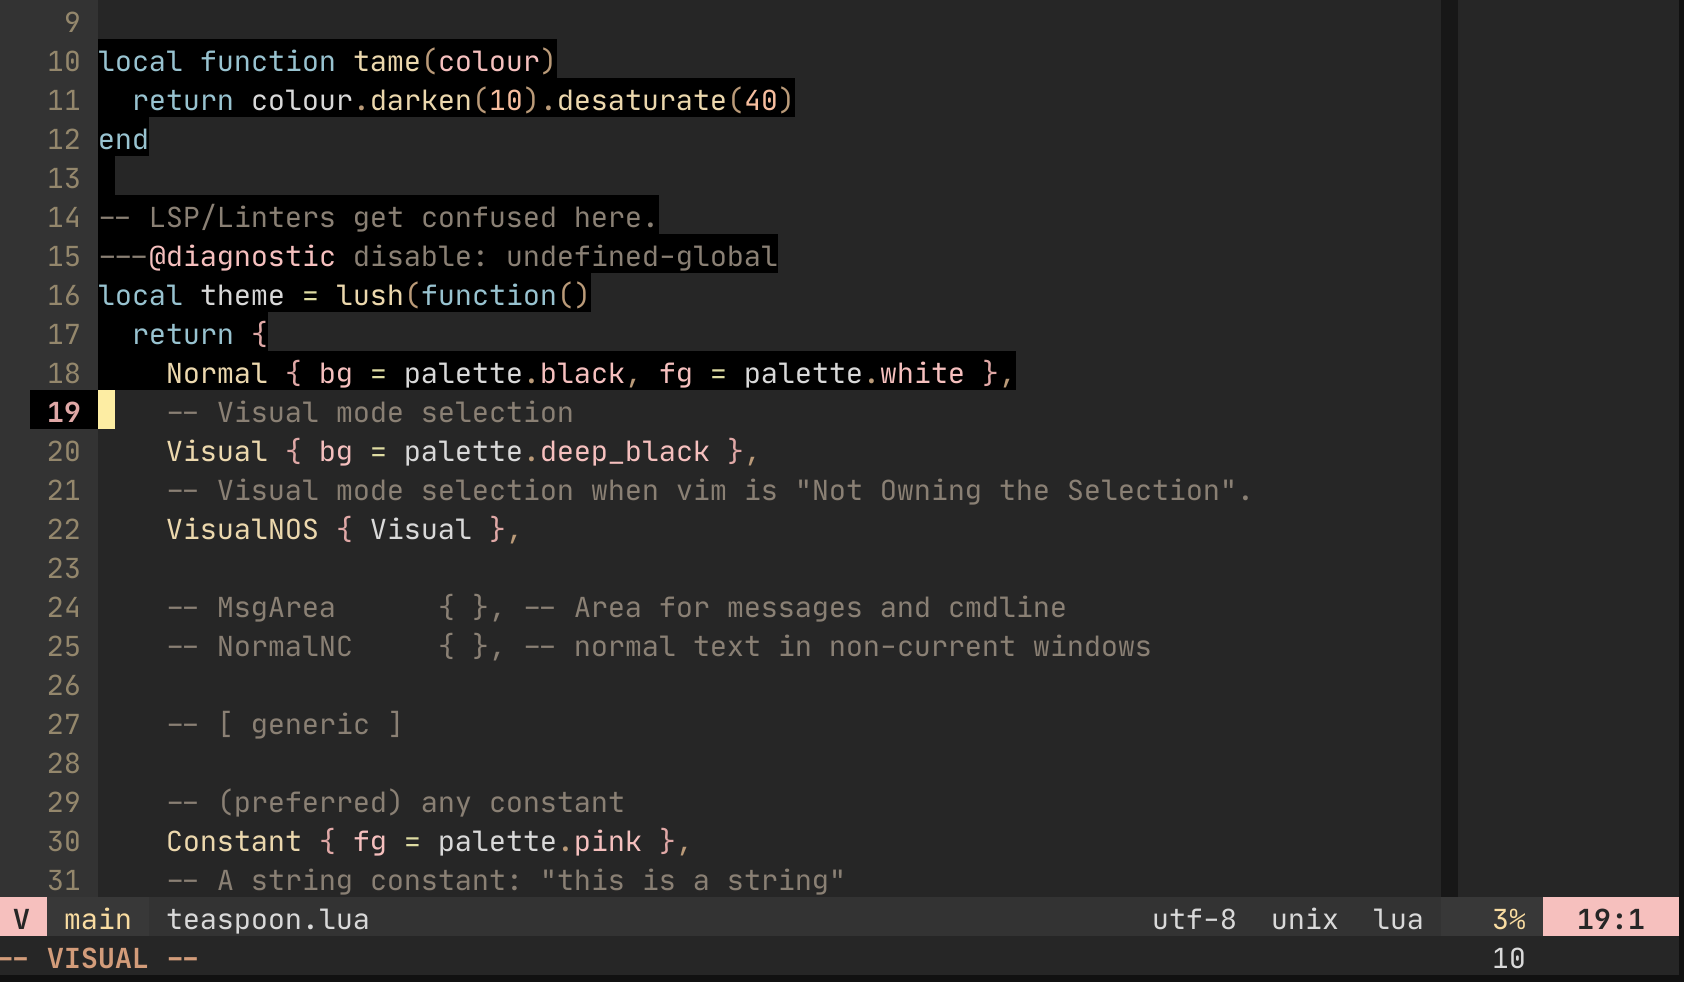 9
10 local function tame(colour)
11   return colour.darken(10).desaturate(40)
12 end
13
14 -- LSP/Linters get confused here.
15 ---@diagnostic disable: undefined-global
16 local theme = lush(function()
17   return {
18     Normal { bg = palette.black, fg = palette.white },
19     -- Visual mode selection
20     Visual { bg = palette.deep_black },
21     -- Visual mode selection when vim is "Not Owning the Selection".
22     VisualNOS { Visual },
23
24     -- MsgArea      { }, -- Area for messages and cmdline
25     -- NormalNC     { }, -- normal text in non-current windows
26
27     -- [ generic ]
28
29     -- (preferred) any constant
30     Constant { fg = palette.pink },
31     -- A string constant: "this is a string"
V  main  teaspoon.lua  utf-8  unix  lua  3%  19:1
-- VISUAL --  10